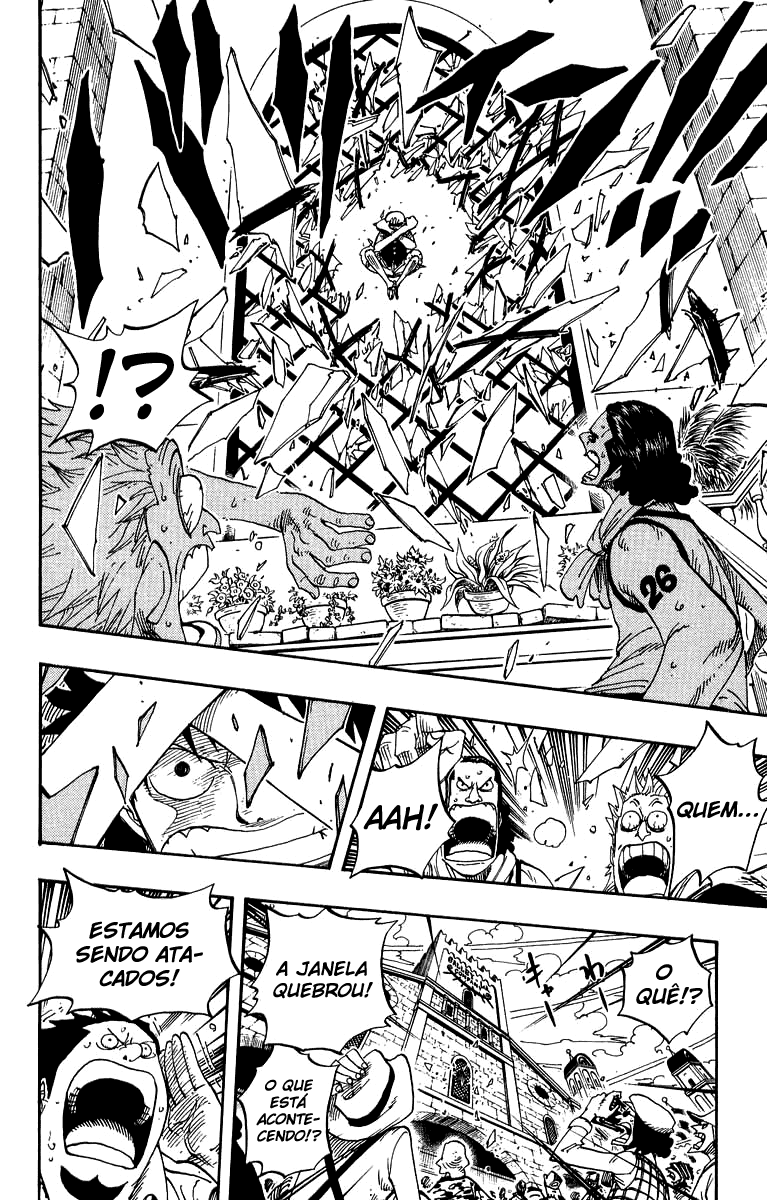 !?
26
QUEM...
AAH!
O
QUÊ!?
A JANELA
QUEBROU!
O QUE
ESTÁ
ACONTE-
CENDO!?
ESTAMOS
SENDO ATA-
CADOS!